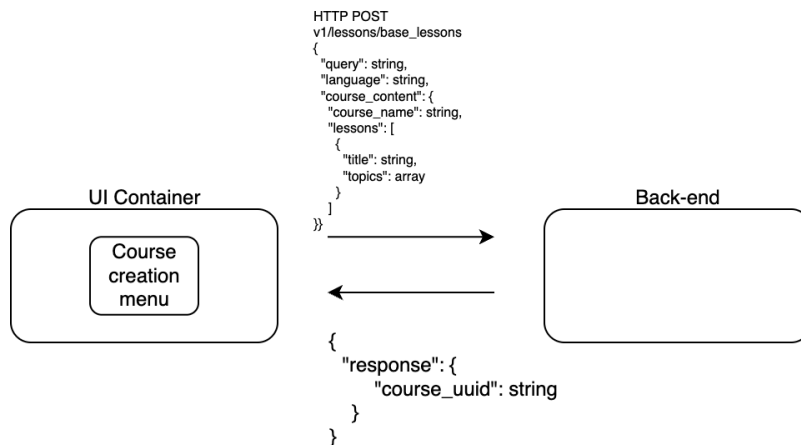 HTTP POST
v1/lessons/base_lessons
{
"query": string,
"language": string,
"course_content": {
"course_name": string,
"lessons": [
{
"title": string,
"topics": array
}
]
}}
UI Container
Course
creation
menu
Back-end
{
"response": {
"course_uuid": string
}
}